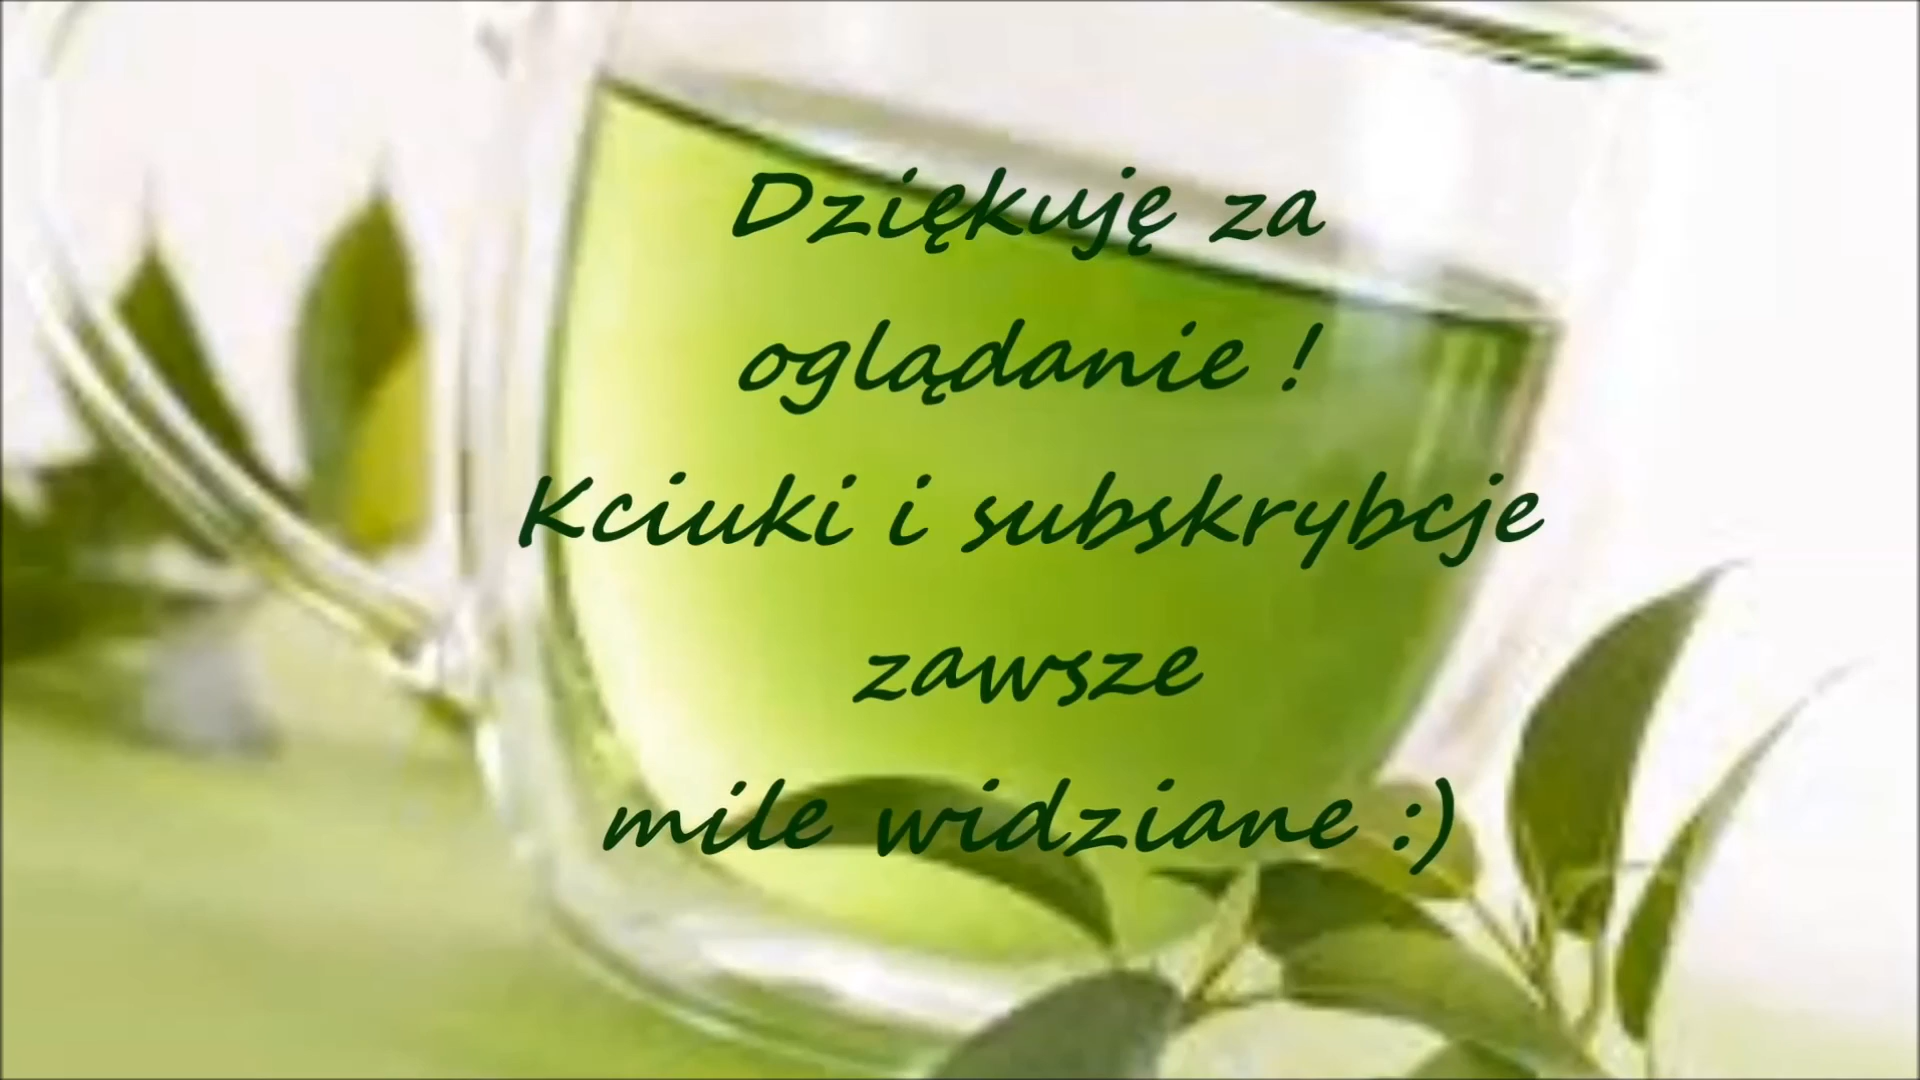 Dziękuję za
oglądanie !
Kciuki i subskrybcje
zawsze
mile widziane :)